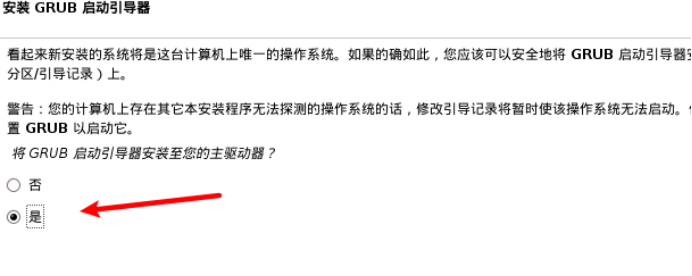 安装 GRUB 启动引导器
看起来新安装的系统将是这台计算机上唯一的操作系统。如果的确如此，您应该可以安全地将 GRUB 启动引导器
分区/引导记录）上。
警告：您的计算机上存在其它本安装程序无法探测的操作系统的话，修改引导记录将暂时使该操作系统无法启动。
置 GRUB 以启动它。
将 GRUB 启动引导器安装至您的主驱动器？
否
是